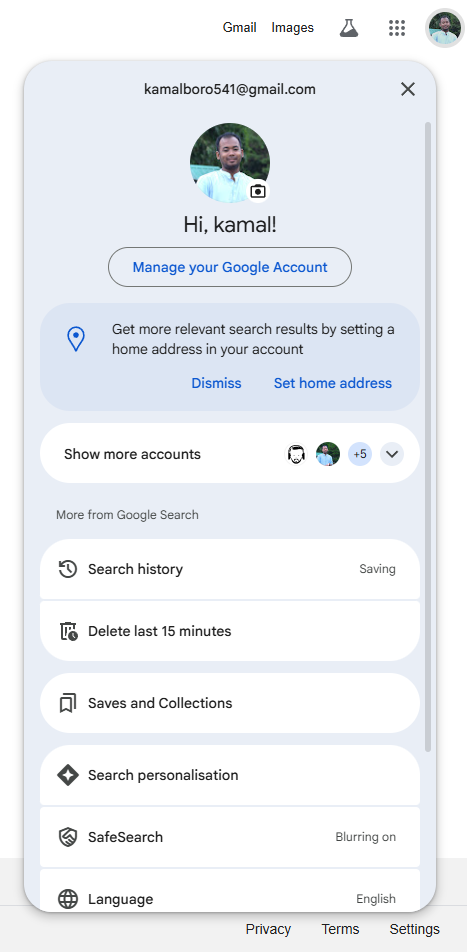 Gmail Images
kamalboro541@gmail.com
Hi, kamal!
Manage your Google Account
Get more relevant search results by setting a
home address in your account
Dismiss Set home address
Show more accounts +5
More from Google Search
Search history Saving
Delete last 15 minutes
Saves and Collections
Search personalisation
SafeSearch Blurring on
Language English
Privacy Terms Settings